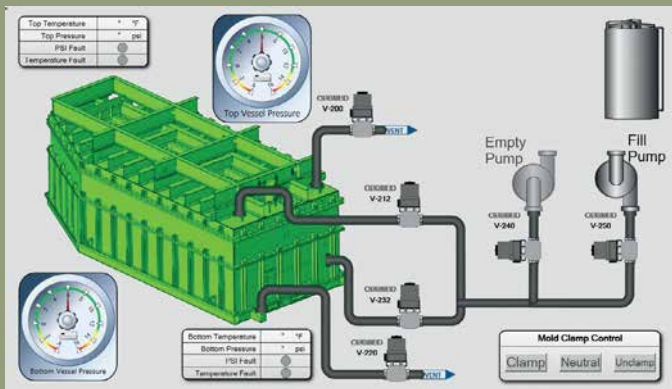 Top Temperature ° °F
Top Pressure ° psi
PSI Fault
Temperature Fault
Top Vessel Pressure
V-200
VENT
Empty
Pump
Fill
Pump
V-212
V-240
V-250
V-232
Bottom Vessel Pressure
Bottom Temperature ° °F
Bottom Pressure ° psi
PSI Fault
Temperature Fault
V-220
VENT
Mold Clamp Control
Clamp Neutral Unclamp